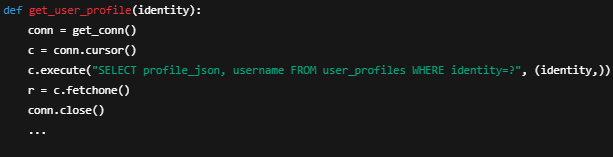 def get_user_profile(identity):
    conn = get_conn()
    c = conn.cursor()
    c.execute("SELECT profile_json, username FROM user_profiles WHERE identity=?", (identity,))
    r = c.fetchone()
    conn.close()
    ...